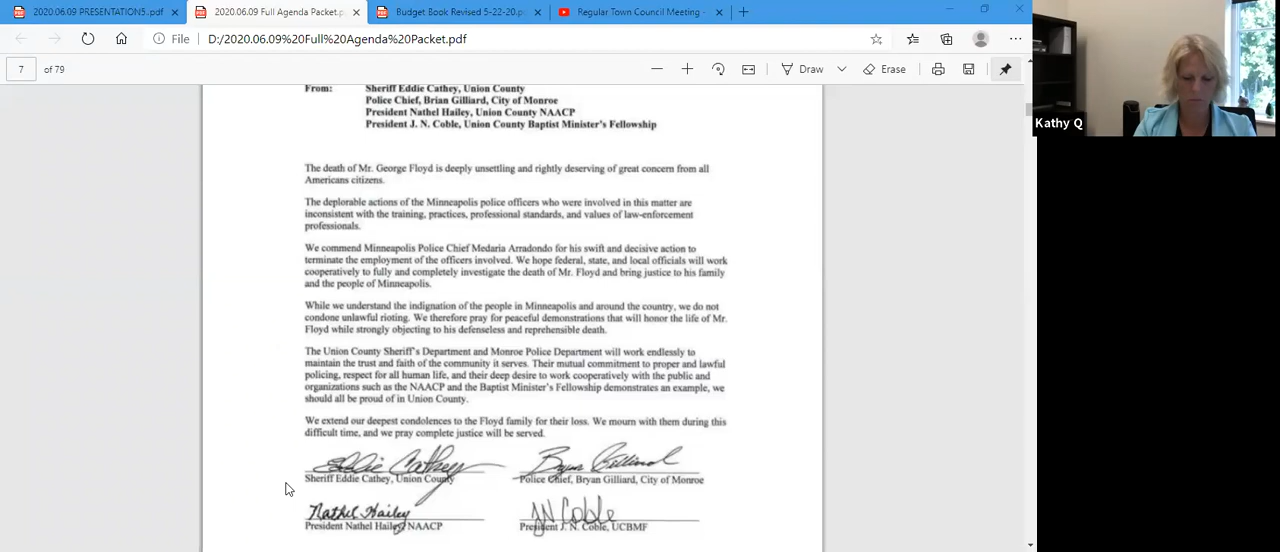 2020.06.09 PRESENTATION5.pdf
2020.06.09 Full Agenda Packet.p
Budget Book Revised 5-22-20.p
Regular Town Council Meeting -
File D:/2020.06.09%20Full%20Agenda%20Packet.pdf
7 of 79
Draw
Erase
Kathy Q
From: Sheriff Eddie Cathey, Union County
Police Chief, Brian Gilliard, City of Monroe
President Nathel Hailey, Union County NAACP
President J. N. Coble, Union County Baptist Minister's Fellowship
The death of Mr. George Floyd is deeply unsettling and rightly deserving of great concern from all
Americans citizens.
The deplorable actions of the Minneapolis police officers who were involved in this matter are
inconsistent with the training, practices, professional standards, and values of law-enforcement
professionals.
We commend Minneapolis Police Chief Medaria Arradondo for his swift and decisive action to
terminate the employment of the officers involved. We hope federal, state, and local officials will work
cooperatively to fully and completely investigate the death of Mr. Floyd and bring justice to his family
and the people of Minneapolis.
While we understand the indignation of the people in Minneapolis and around the country, we do not
condone unlawful rioting. We therefore pray for peaceful demonstrations that will honor the life of Mr.
Floyd while strongly objecting to his defenseless and reprehensible death.
The Union County Sheriff's Department and Monroe Police Department will work endlessly to
maintain the trust and faith of the community it serves. Their mutual commitment to proper and lawful
policing, respect for all human life, and their deep desire to work cooperatively with the public and
organizations such as the NAACP and the Baptist Minister's Fellowship demonstrates an example, we
should all be proud of in Union County.
We extend our deepest condolences to the Floyd family for their loss. We mourn with them during this
difficult time, and we pray complete justice will be served.
Eddie Cathey
Sheriff Eddie Cathey, Union County
Bryan Gilliard
Police Chief, Bryan Gilliard, City of Monroe
Nathel Hailey
President Nathel Hailey, NAACP
JN Coble
President J. N. Coble, UCBMF